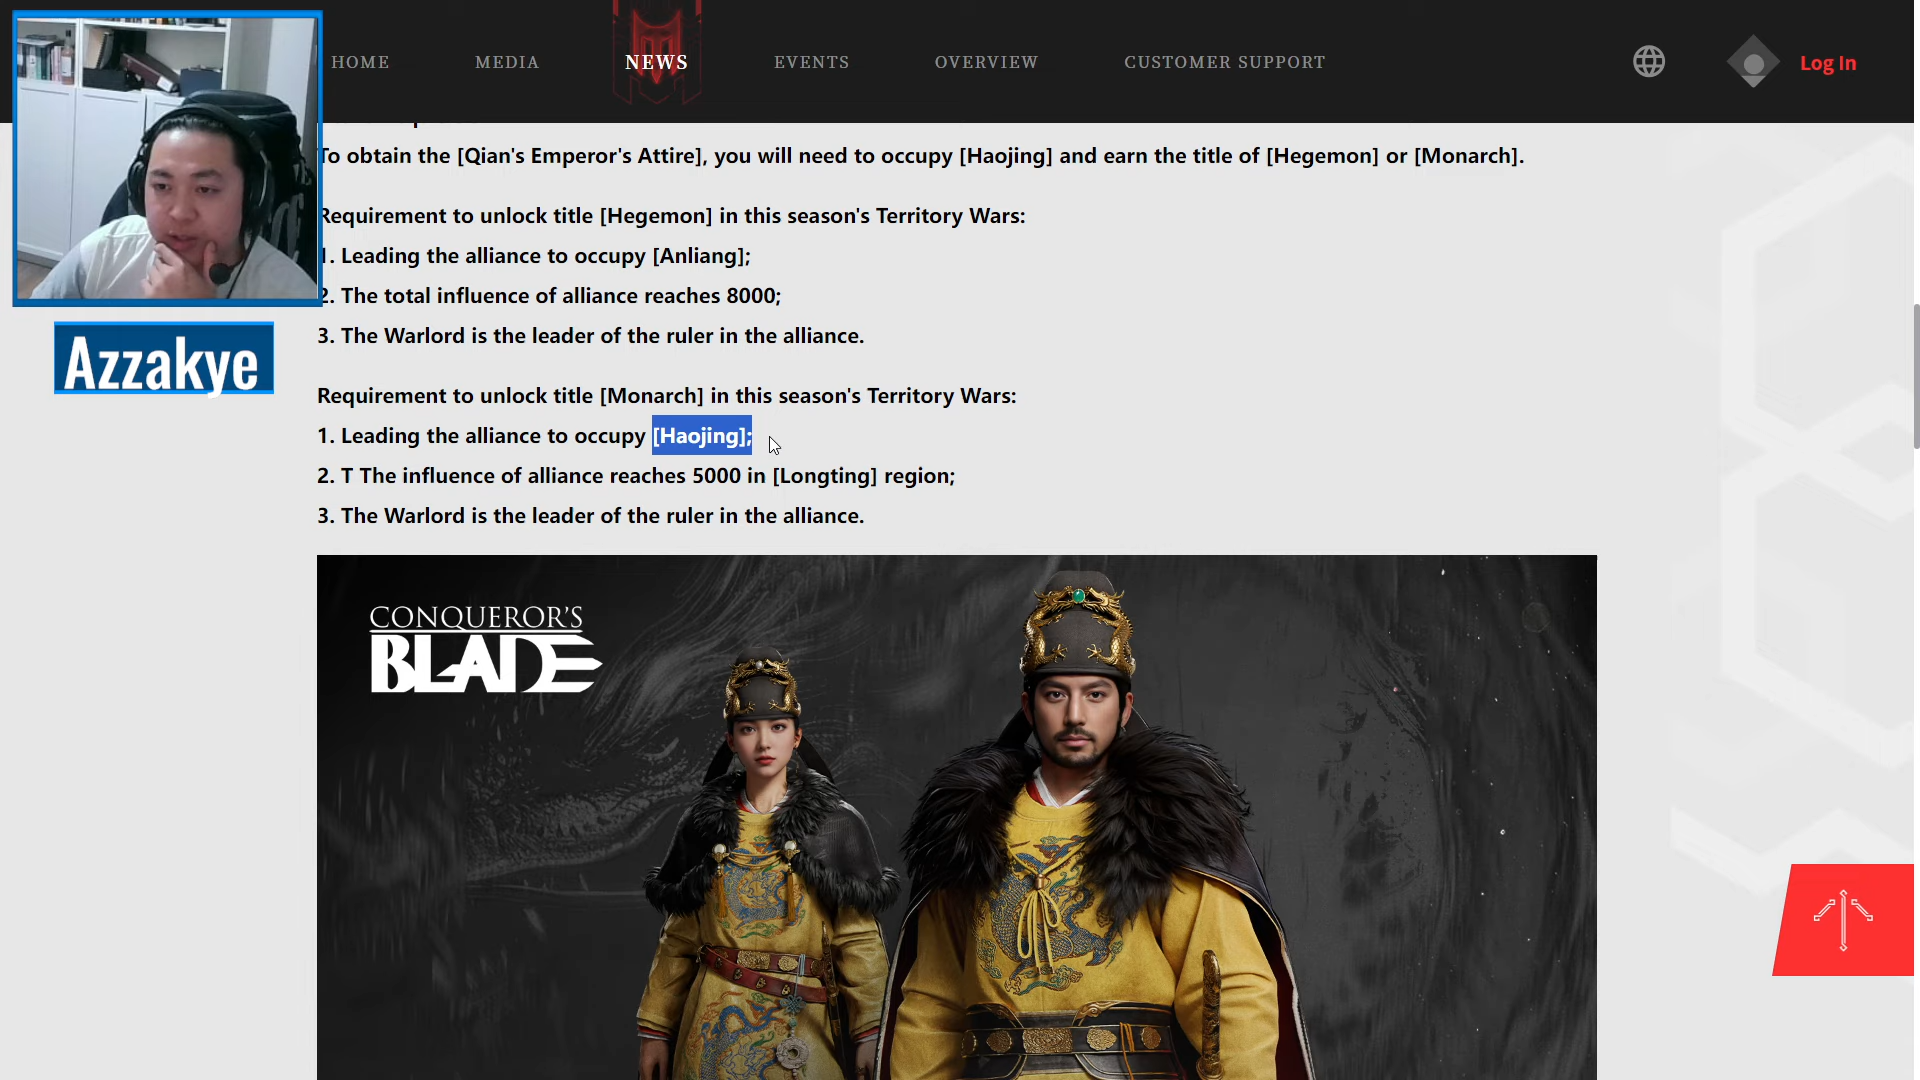 HOME
MEDIA
NEWS
EVENTS
OVERVIEW
CUSTOMER SUPPORT
Log In
To obtain the [Qian's Emperor's Attire], you will need to occupy [Haojing] and earn the title of [Hegemon] or [Monarch].
Requirement to unlock title [Hegemon] in this season's Territory Wars:
1. Leading the alliance to occupy [Anliang];
2. The total influence of alliance reaches 8000;
3. The Warlord is the leader of the ruler in the alliance.
Azzakye
Requirement to unlock title [Monarch] in this season's Territory Wars:
1. Leading the alliance to occupy [Haojing];
2. T The influence of alliance reaches 5000 in [Longting] region;
3. The Warlord is the leader of the ruler in the alliance.
CONQUEROR'S
BLADE